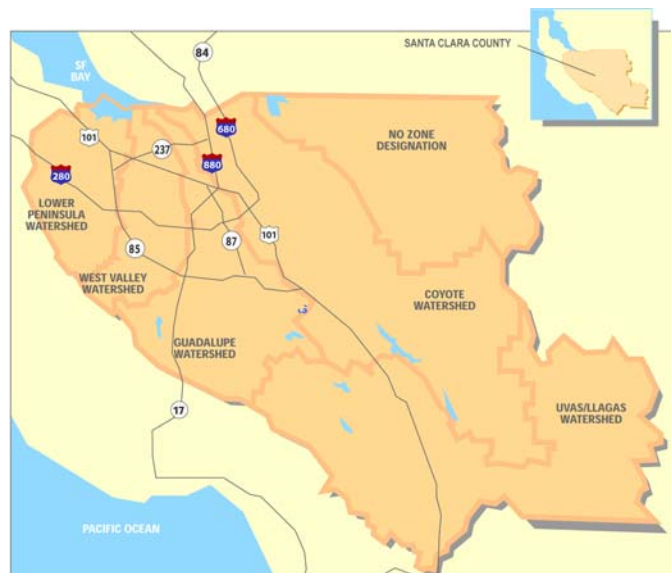 SANTA CLARA COUNTY
84
SF
BAY
680
NO ZONE
DESIGNATION
101
237
880
280
LOWER
PENINSULA
WATERSHED
101
87
85
WEST VALLEY
WATERSHED
COYOTE
WATERSHED
GUADALUPE
WATERSHED
17
UVAS/LLAGAS
WATERSHED
PACIFIC OCEAN